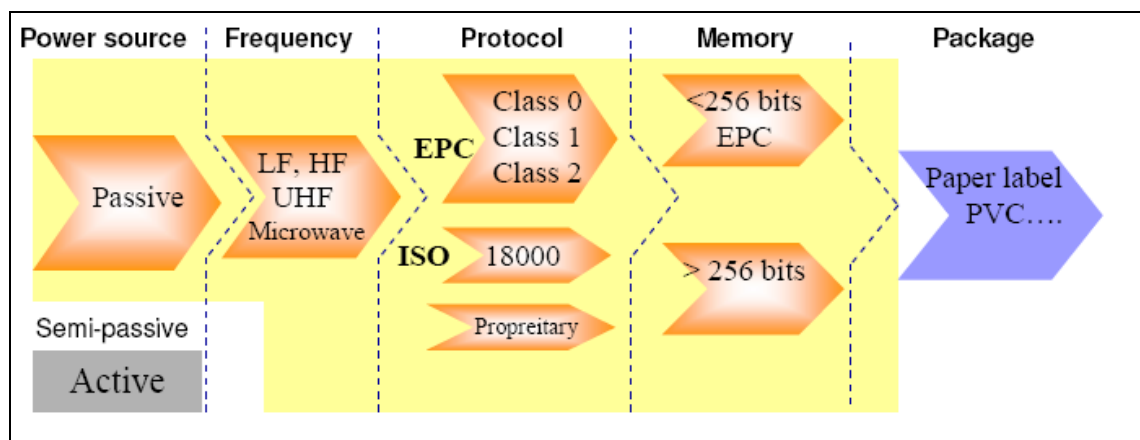 Power source
Frequency
Protocol
Memory
Package
Passive
LF, HF
UHF
Microwave
EPC
Class 0
Class 1
Class 2
ISO
18000
Propreitary
<256 bits
EPC
> 256 bits
Paper label
PVC….
Semi-passive
Active